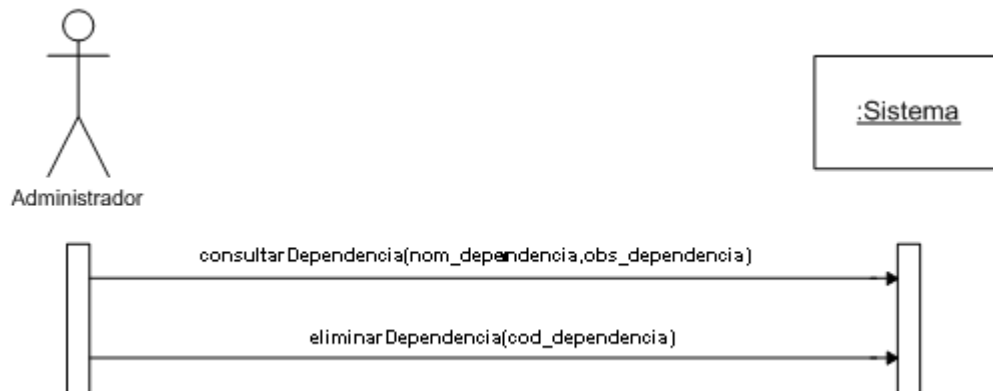 :Sistema
Administrador
consultarDependencia(nom_dependencia,obs_dependencia)
eliminarDependencia(cod_dependencia)